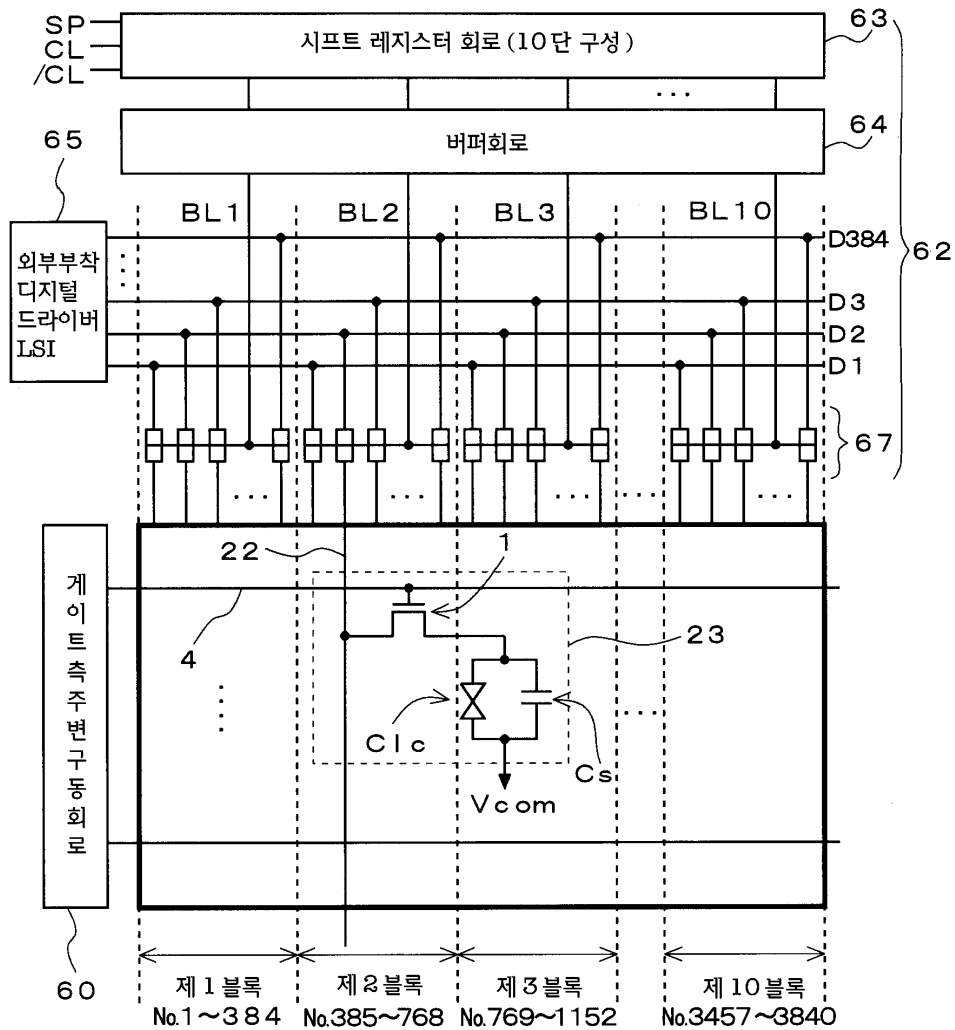 SP
CL
/CL
시프트 레지스터 회로(10단 구성)
63
...
버퍼회로
64
65
62
BL1
BL2
BL3
BL10
외부부착
디지털
드라이버
LSI
D384
D3
D2
D1
67
22
1
4
23
Clc
Cs
Vcom
게이트측주변구동회로
60
제1블록
No.1~384
제2블록
No.385~768
제3블록
No.769~1152
제10블록
No.3457~3840